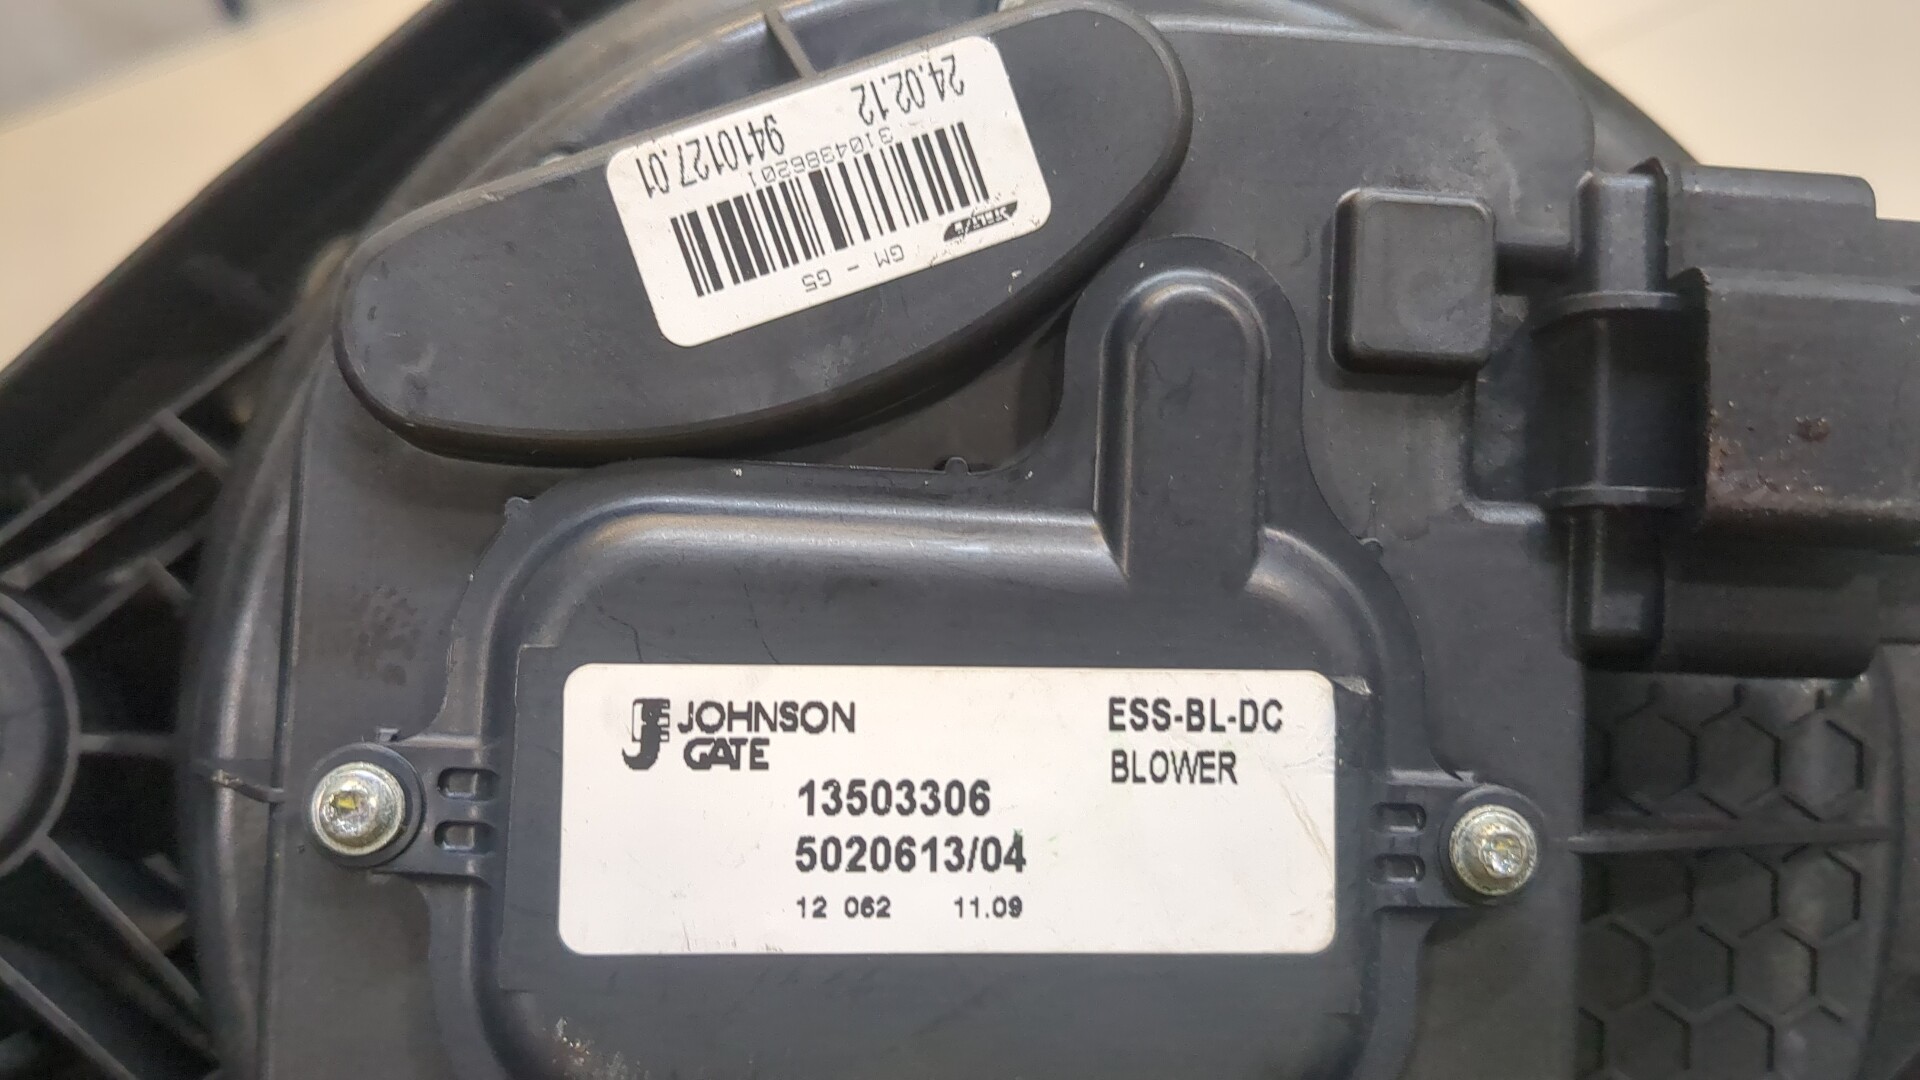 24.02.12
9410127.01
3104386201
GM - G5
JOHNSON
GATE
ESS-BL-DC
BLOWER
13503306
5020613/04
12 062 11.09